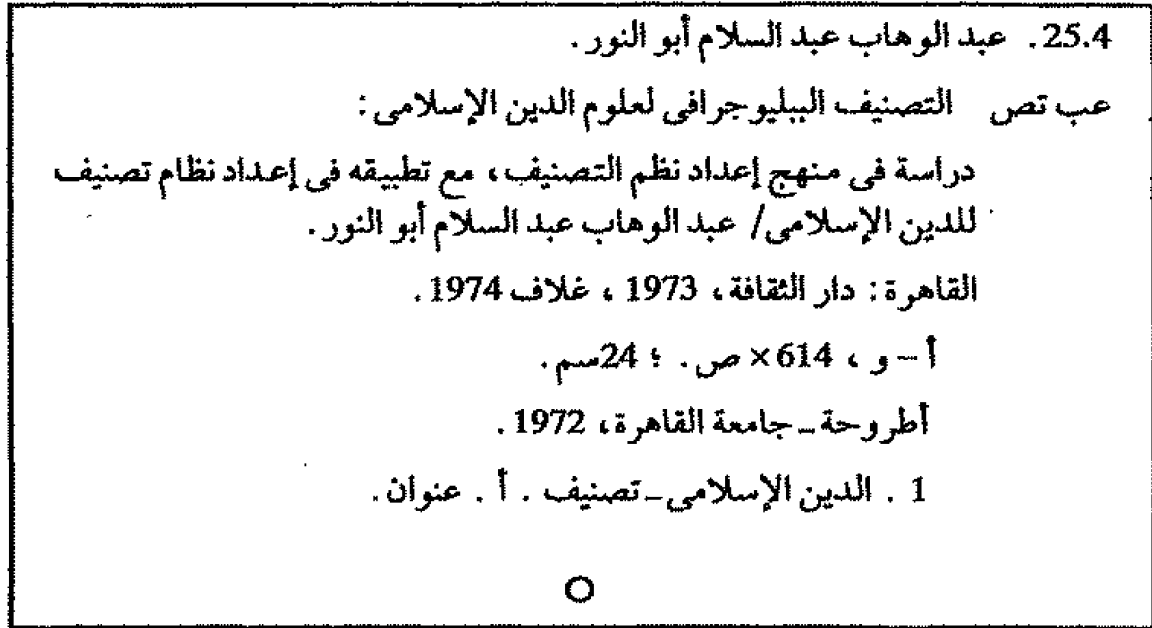 25.4. عبد الوهاب عبد السلام أبو النور.
عب تص التصنيف الببليوجرافى لعلوم الدين الإسلامى:
دراسة فى منهج إعداد نظم التصنيف، مع تطبيقه فى إعداد نظام تصنيف
للدين الإسلامى/ عبد الوهاب عبد السلام أبو النور.
القاهرة: دار الثقافة، 1973، غلاف 1974.
أ – و، 614× ص. ؛ 24سم.
أطروحة ـ جامعة القاهرة، 1972.
1 . الدين الإسلامى ـ تصنيف . أ . عنوان.